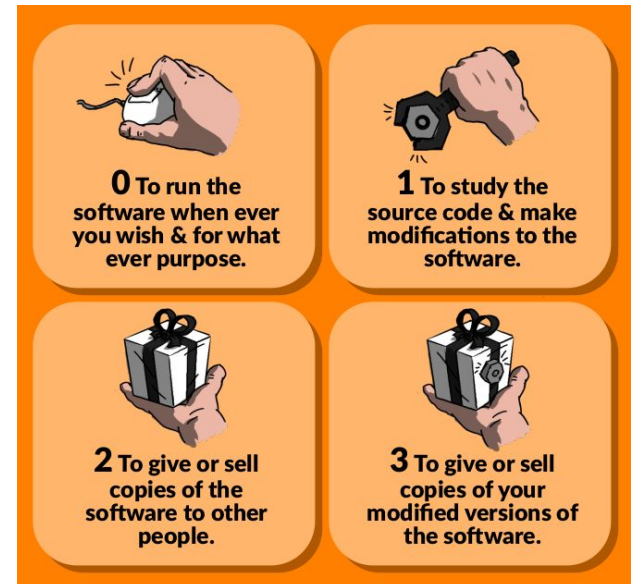 0 To run the
software when ever
you wish & for what
ever purpose.
1 To study the
source code & make
modifications to the
software.
2 To give or sell
copies of the
software to other
people.
3 To give or sell
copies of your
modified versions of
the software.